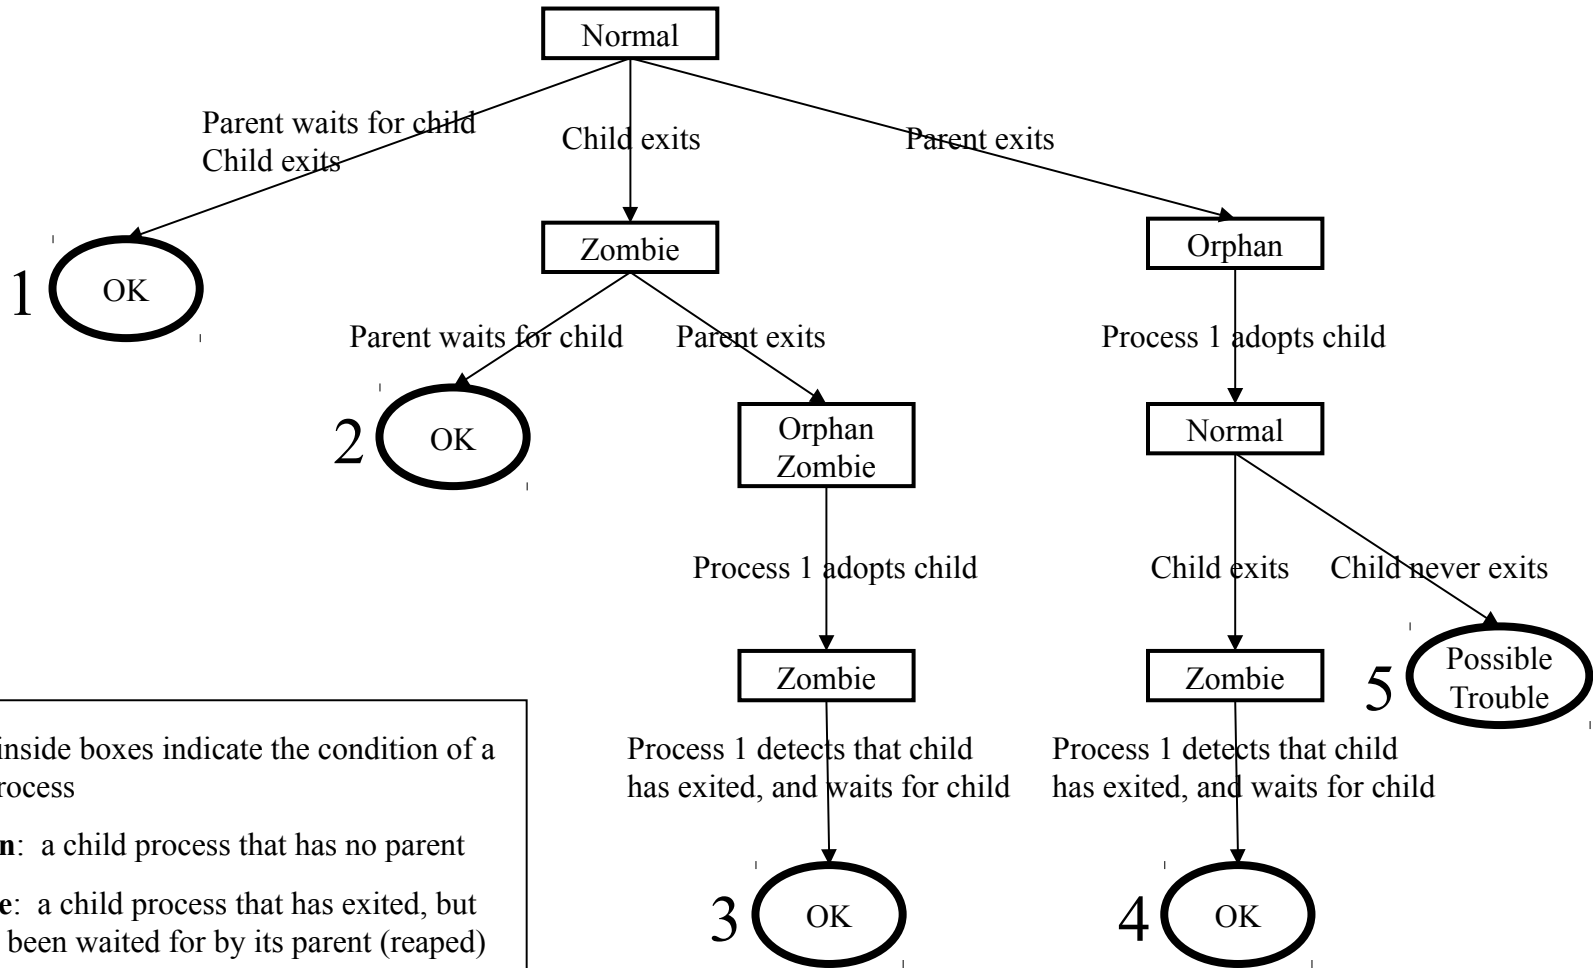 Normal
Parent waits for child
Child exits
Child exits
Parent exits
1
OK
Zombie
Orphan
Parent waits for child
Parent exits
Process 1 adopts child
2
OK
Orphan
Zombie
Normal
Process 1 adopts child
Child exits
Child never exits
Zombie
Zombie
5
Possible
Trouble
Process 1 detects that child
has exited, and waits for child
Process 1 detects that child
has exited, and waits for child
3
OK
4
OK
inside boxes indicate the condition of a
rocess
n: a child process that has no parent
e: a child process that has exited, but
been waited for by its parent (reaped)